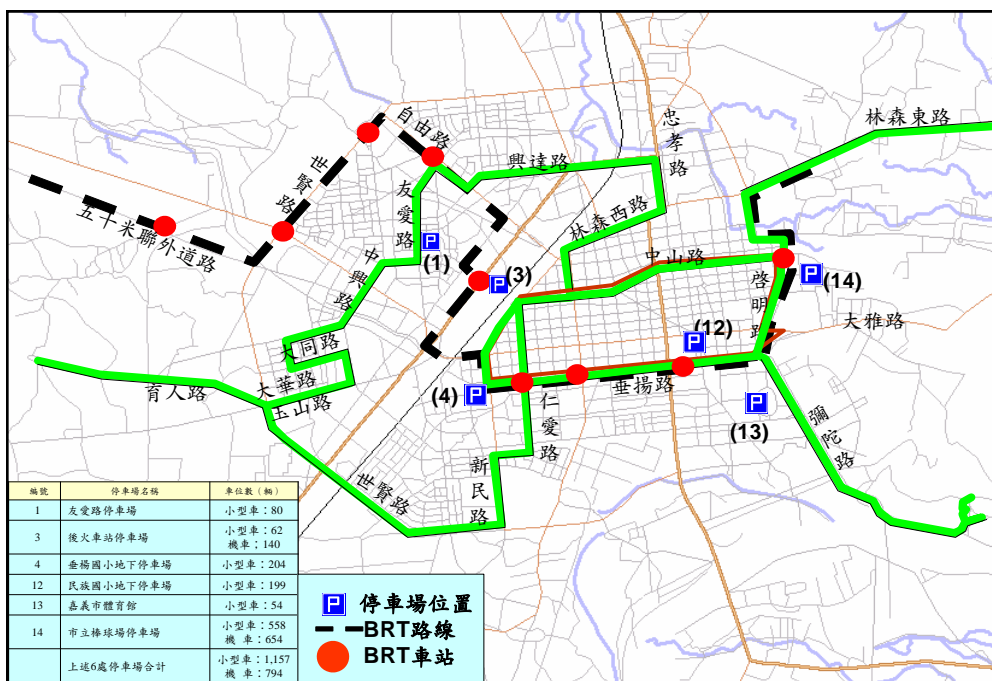 林森東路
忠孝路
自由路
興達路
世賢路
友愛路
林森西路
五十米聯外道路
中山路
(1)
中興路
(3)
啓明路
(14)
大雅路
(12)
大同路
大華路
育人路
玉山路
(4)
垂揚路
仁愛路
(13)
彌陀路
新民路
世賢路
編號 停車場名稱 車位數（輛）
1 友愛路停車場 小型車：80
3 後火車站停車場 小型車：62
機車：140
4 垂楊國小地下停車場 小型車：204
12 民族國小地下停車場 小型車：199
13 嘉義市體育館 小型車：54
14 市立棒球場停車場 小型車：558
機 車：654
上述6處停車場合計 小型車：1,157
機 車：794
P 停車場位置
BRT路線
BRT車站
P
P
P
P
P
P